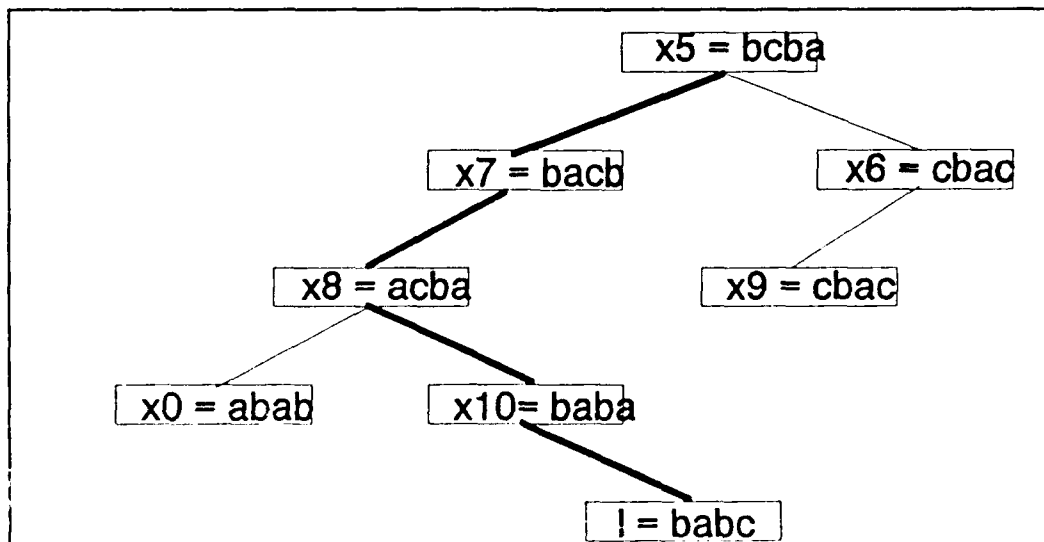 x5 = bcba
x7 = bacb
x6 = cbac
x8 = acba
x9 = cbac
x0 = abab
x10= baba
! = babc